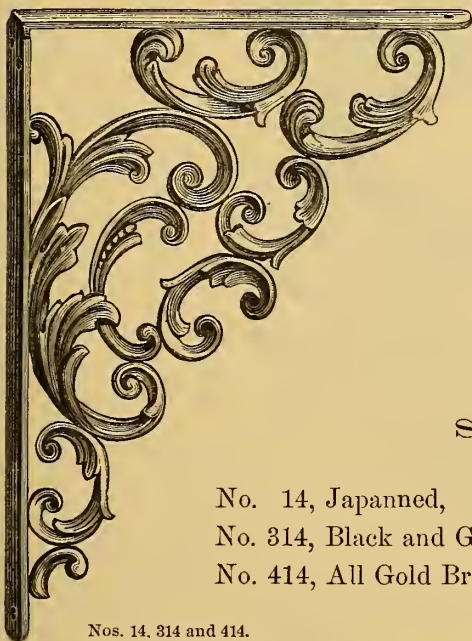 No. 14, Japanned,
No. 314, Black and G
No. 414, All Gold Br
Nos. 14, 314 and 414.